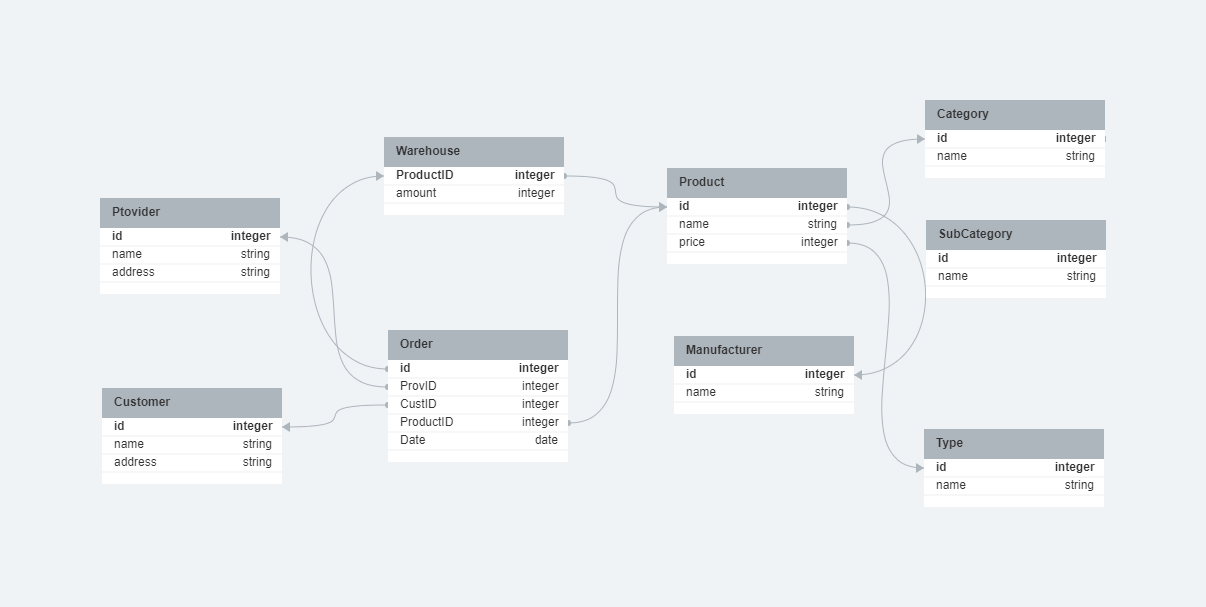 Ptovider
id integer
name string
address string
Customer
id integer
name string
address string
Warehouse
ProductID integer
amount integer
Order
id integer
ProvID integer
CustID integer
ProductID integer
Date date
Product
id integer
name string
price integer
Manufacturer
id integer
name string
Category
id integer
name string
SubCategory
id integer
name string
Type
id integer
name string